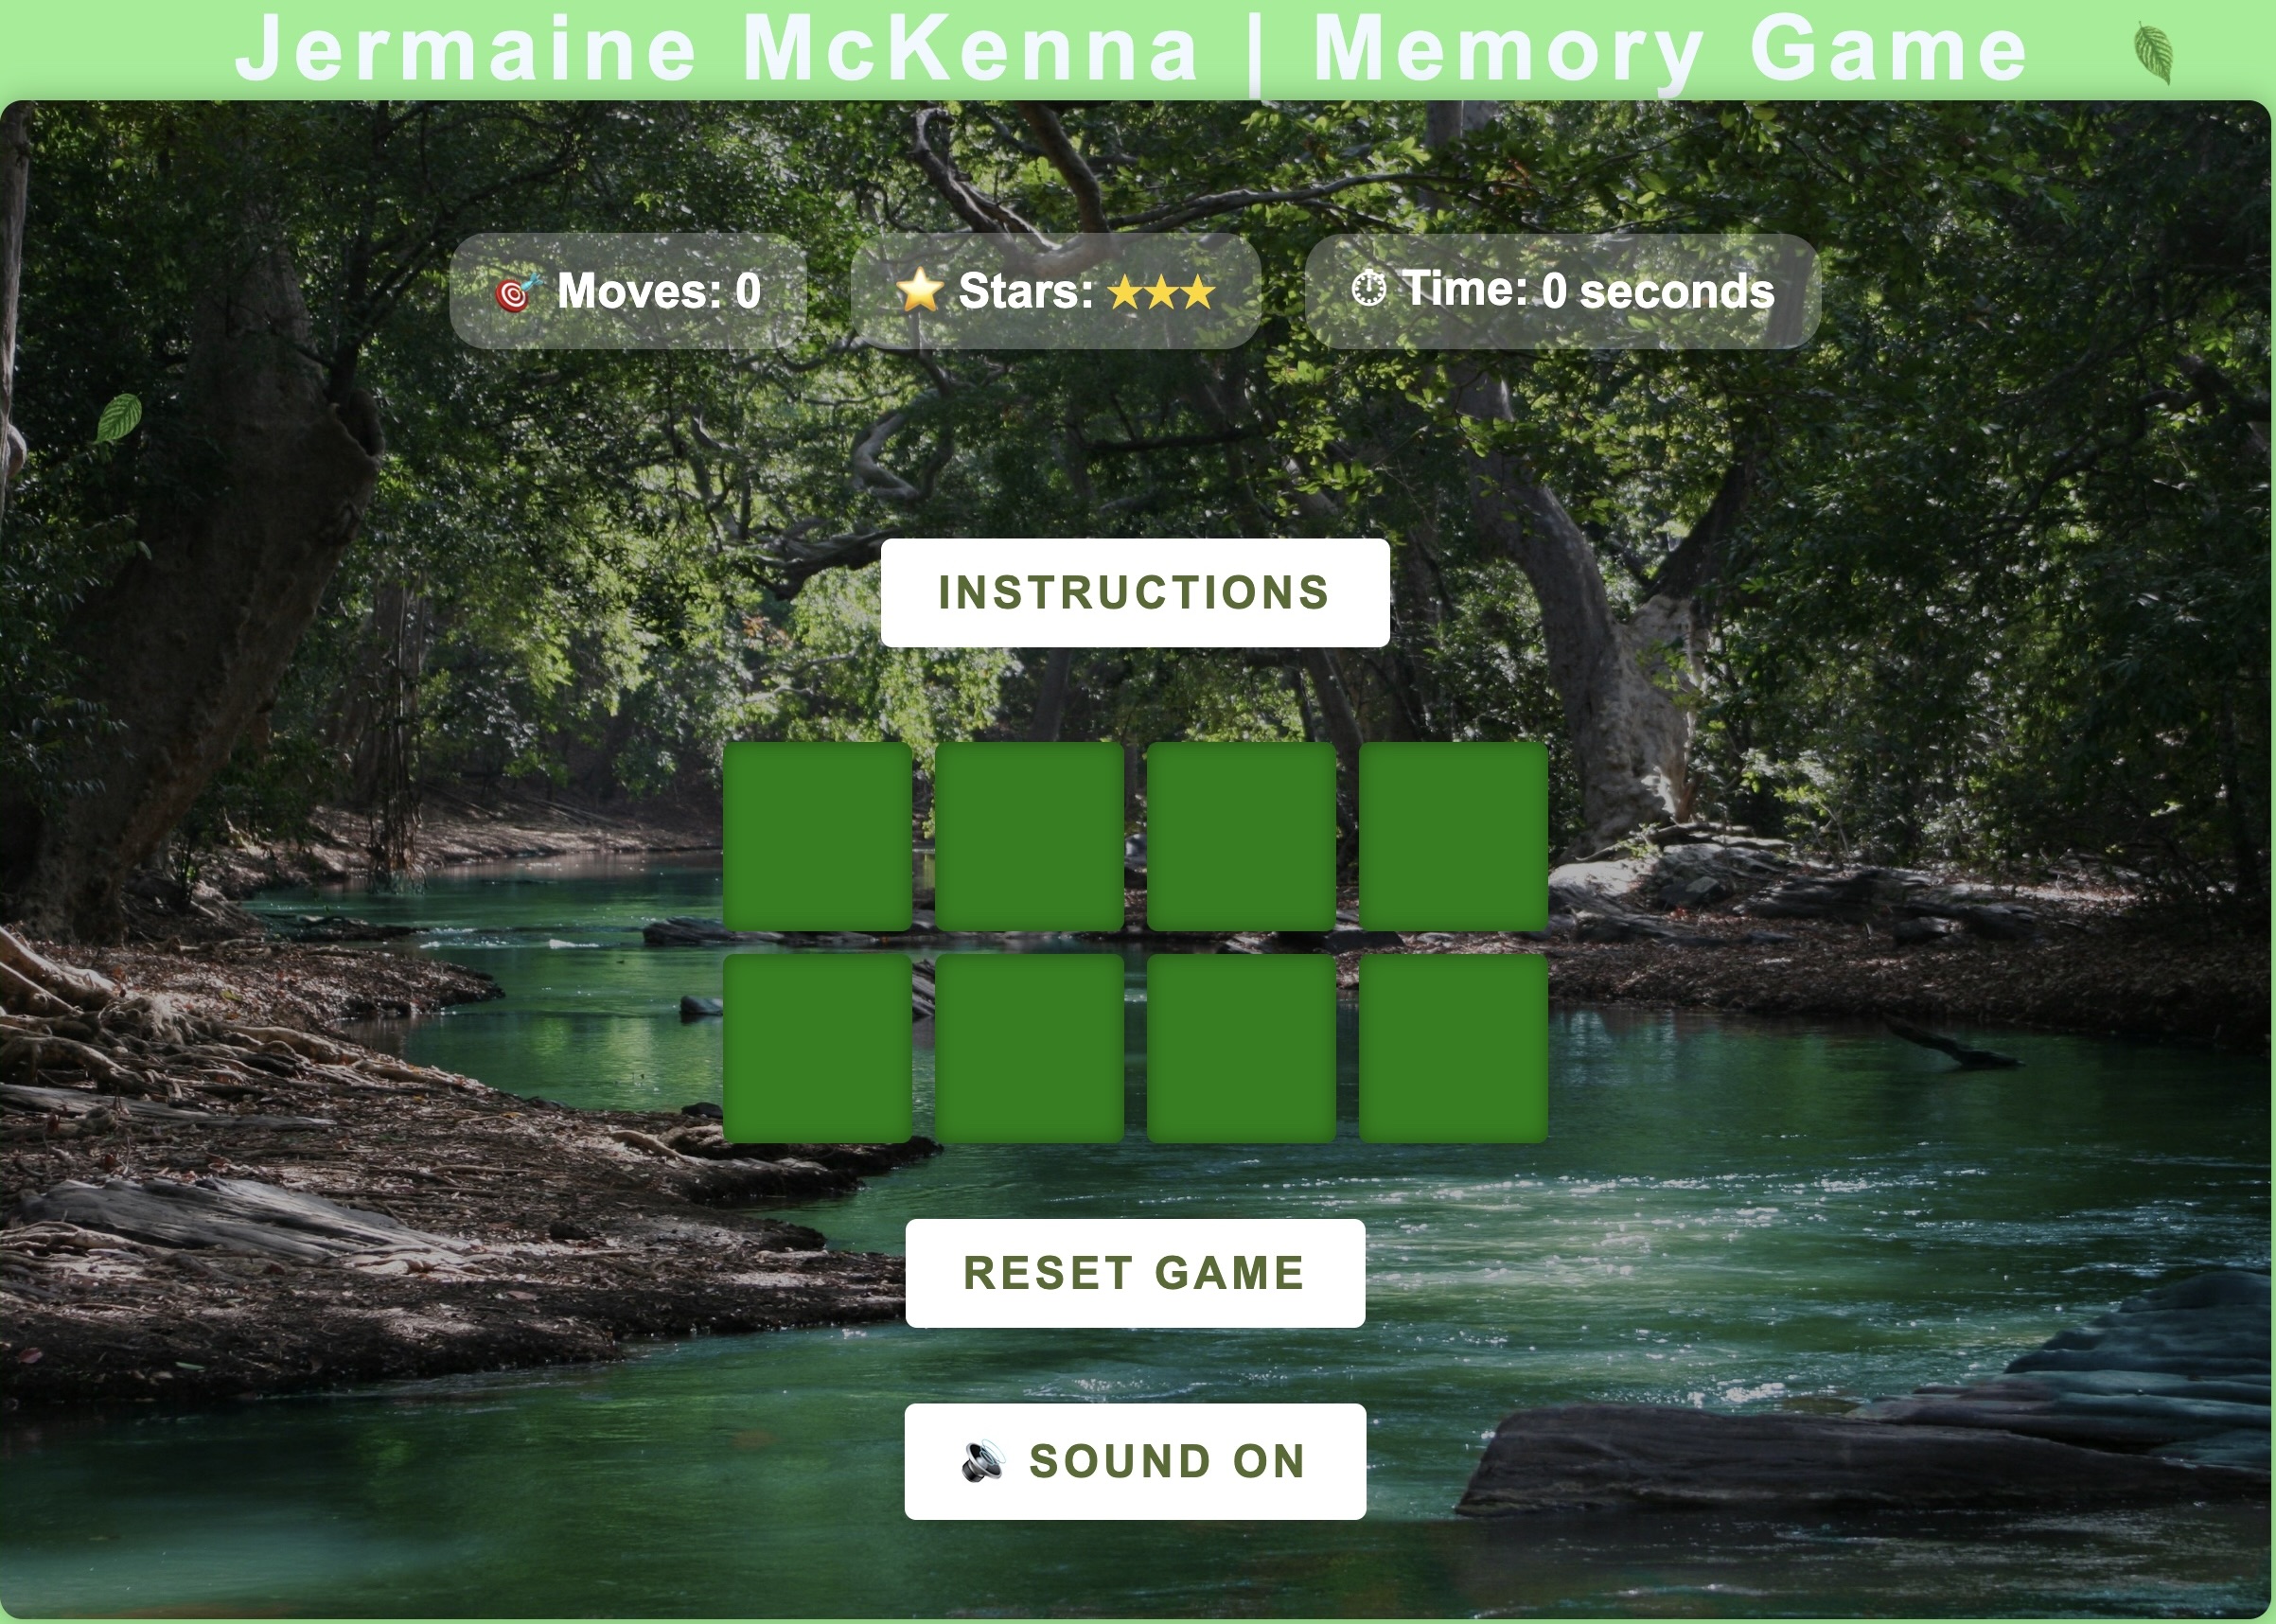 Jermaine McKenna | Memory Game
🎯 Moves: 0
⭐ Stars: ★★★
⏱ Time: 0 seconds
INSTRUCTIONS
RESET GAME
🔊 SOUND ON